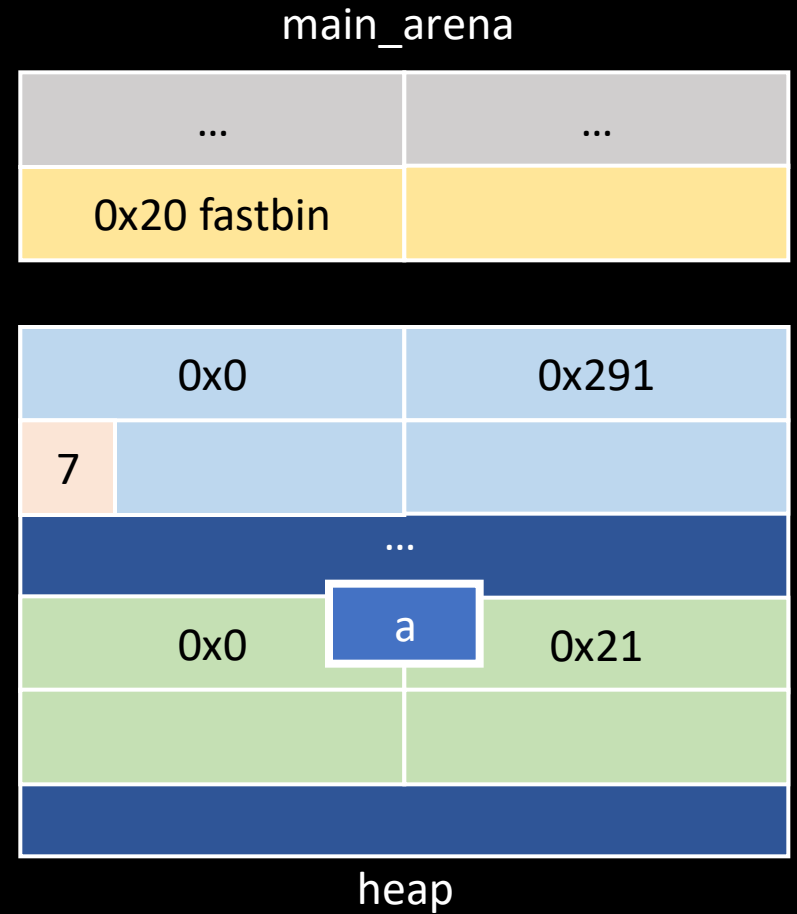 main_arena
... ...
0x20 fastbin
0x0 0x291
7
...
0x0 a 0x21
heap